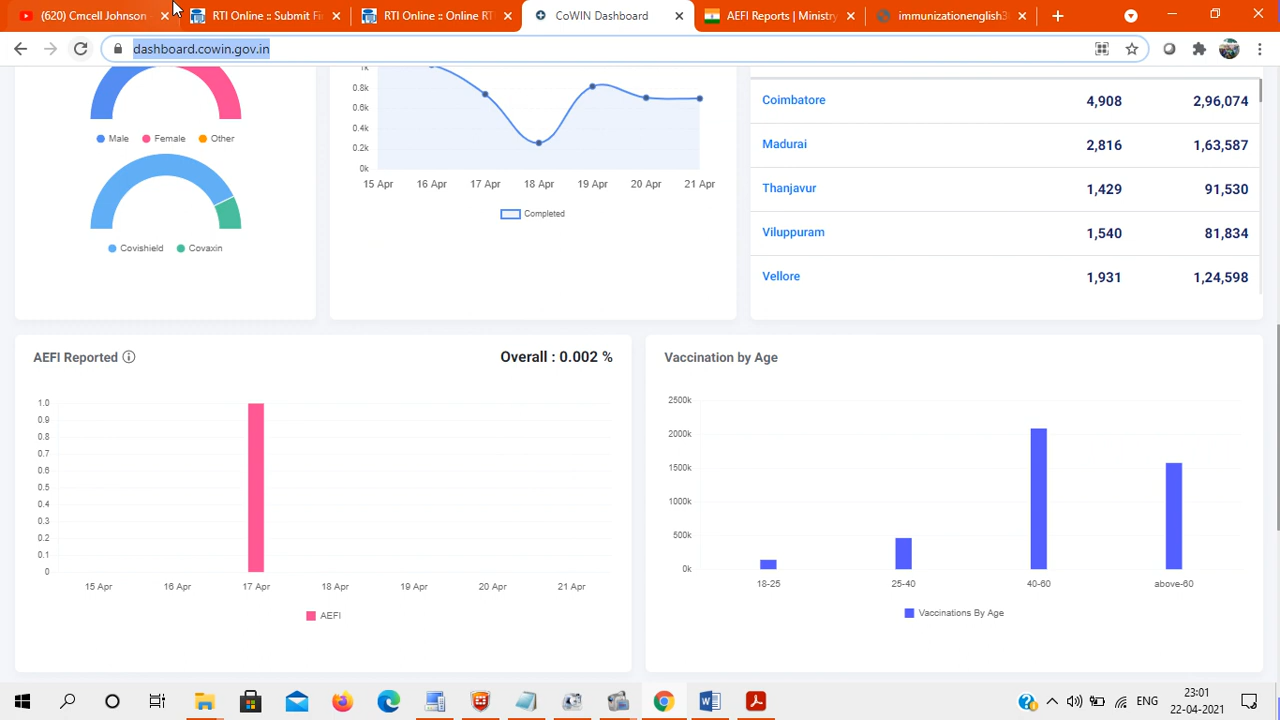 (620) Cmcell Johnson
RTI Online :: Submit Fi
RTI Online :: Online RT
CoWIN Dashboard
AEFI Reports | Ministry
immunizationenglish3
dashboard.cowin.gov.in
Male Female Other
Covishield Covaxin
1k
0.8k
0.6k
0.4k
0.2k
0k
15 Apr 16 Apr 17 Apr 18 Apr 19 Apr 20 Apr 21 Apr
Completed
Coimbatore 4,908 2,96,074
Madurai 2,816 1,63,587
Thanjavur 1,429 91,530
Viluppuram 1,540 81,834
Vellore 1,931 1,24,598
AEFI Reported Overall : 0.002 %
1.0
0.9
0.8
0.7
0.6
0.5
0.4
0.3
0.2
0.1
0
15 Apr 16 Apr 17 Apr 18 Apr 19 Apr 20 Apr 21 Apr
AEFI
Vaccination by Age
2500k
2000k
1500k
1000k
500k
0k
18-25 25-40 40-60 above-60
Vaccinations By Age
ENG
23:01
22-04-2021